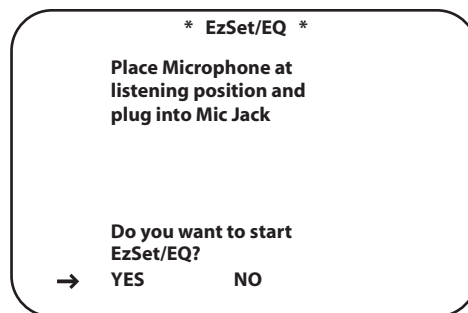 * EzSet/EQ *
Place Microphone at
listening position and
plug into Mic Jack
Do you want to start
EzSet/EQ?
→ YES NO